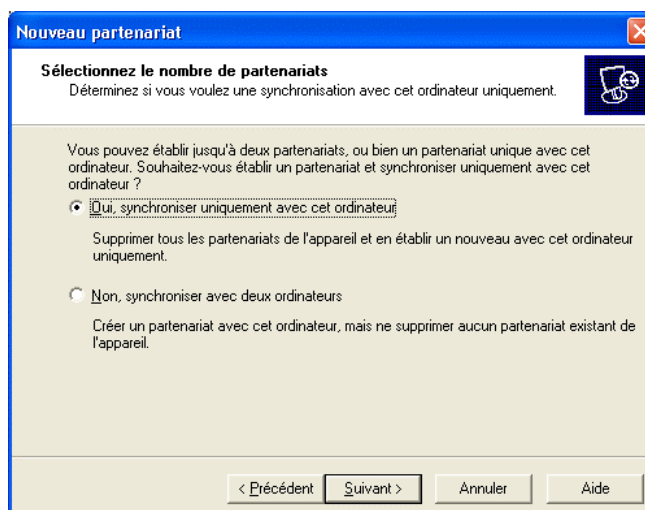 Nouveau partenariat
Sélectionnez le nombre de partenariats
Déterminez si vous voulez une synchronisation avec cet ordinateur uniquement.
Vous pouvez établir jusqu'à deux partenariats, ou bien un partenariat unique avec cet
ordinateur. Souhaitez-vous établir un partenariat et synchroniser uniquement avec cet
ordinateur ?
Oui, synchroniser uniquement avec cet ordinateur
Supprimer tous les partenariats de l'appareil et en établir un nouveau avec cet ordinateur
uniquement.
Non, synchroniser avec deux ordinateurs
Créer un partenariat avec cet ordinateur, mais ne supprimer aucun partenariat existant de
l'appareil.
< Précédent Suivant > Annuler Aide